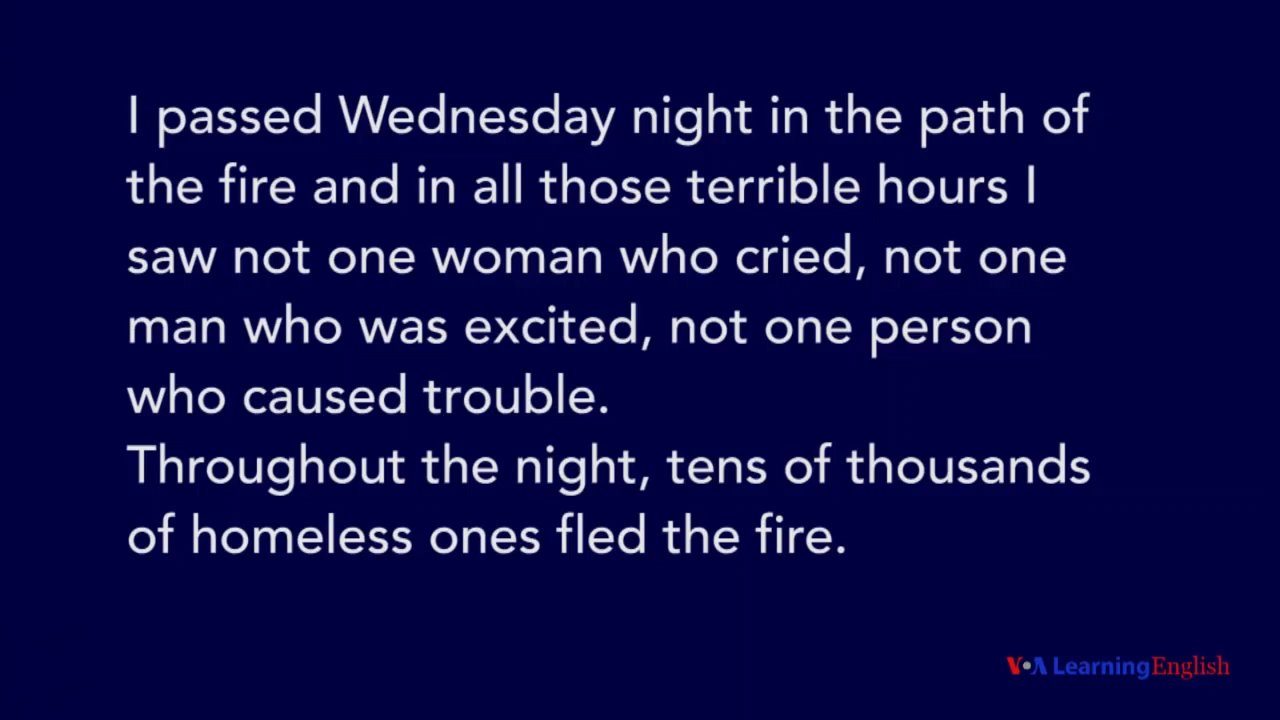 I passed Wednesday night in the path of
the fire and in all those terrible hours I
saw not one woman who cried, not one
man who was excited, not one person
who caused trouble.
Throughout the night, tens of thousands
of homeless ones fled the fire.
VOA LearningEnglish